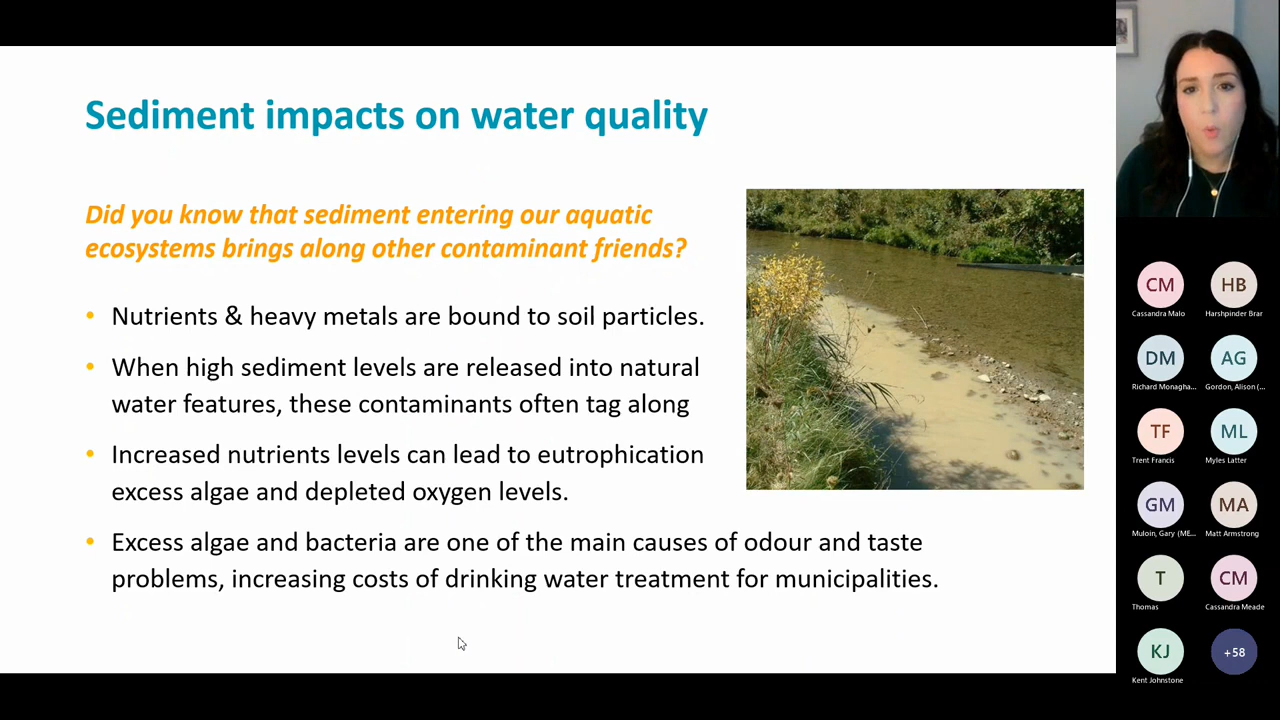 Sediment impacts on water quality
Did you know that sediment entering our aquatic
ecosystems brings along other contaminant friends?
• Nutrients & heavy metals are bound to soil particles.
• When high sediment levels are released into natural
water features, these contaminants often tag along
• Increased nutrients levels can lead to eutrophication
excess algae and depleted oxygen levels.
• Excess algae and bacteria are one of the main causes of odour and taste
problems, increasing costs of drinking water treatment for municipalities.
CM HB
Cassandra Malo Harshpinder Brar
DM AG
Richard Monagha... Gordon, Alison (...
TF ML
Trent Francis Myles Latter
GM MA
Muloin, Gary (ME... Matt Armstrong
T CM
Thomas Cassandra Meade
KJ +58
Kent Johnstone